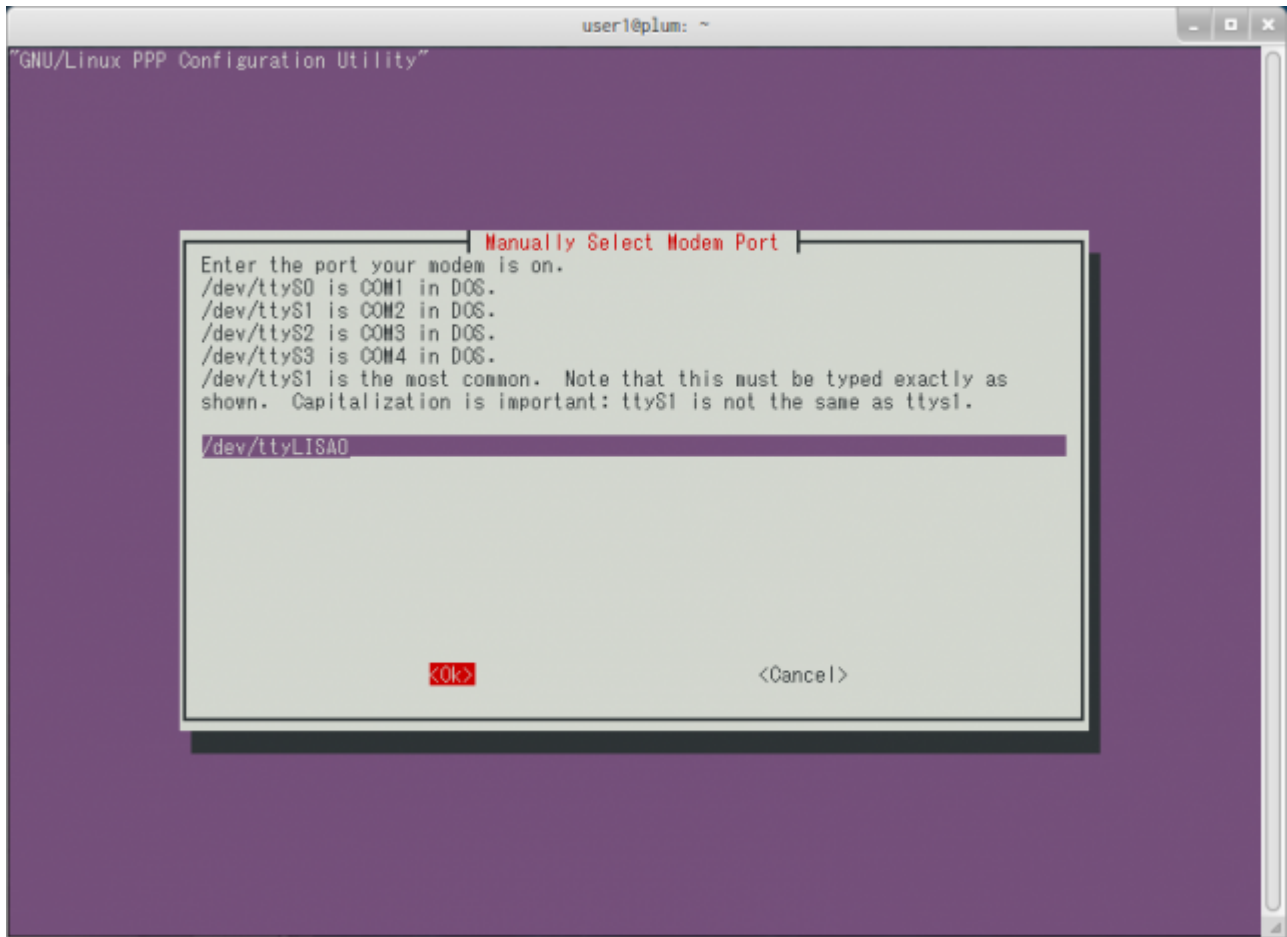 user1@plum: ~
"GNU/Linux PPP Configuration Utility"
Manually Select Modem Port
Enter the port your modem is on.
/dev/ttyS0 is COM1 in DOS.
/dev/ttyS1 is COM2 in DOS.
/dev/ttyS2 is COM3 in DOS.
/dev/ttyS3 is COM4 in DOS.
/dev/ttyS1 is the most common.  Note that this must be typed exactly as
shown.  Capitalization is important: ttyS1 is not the same as ttys1.
/dev/ttyLISA0
<Ok> <Cancel>